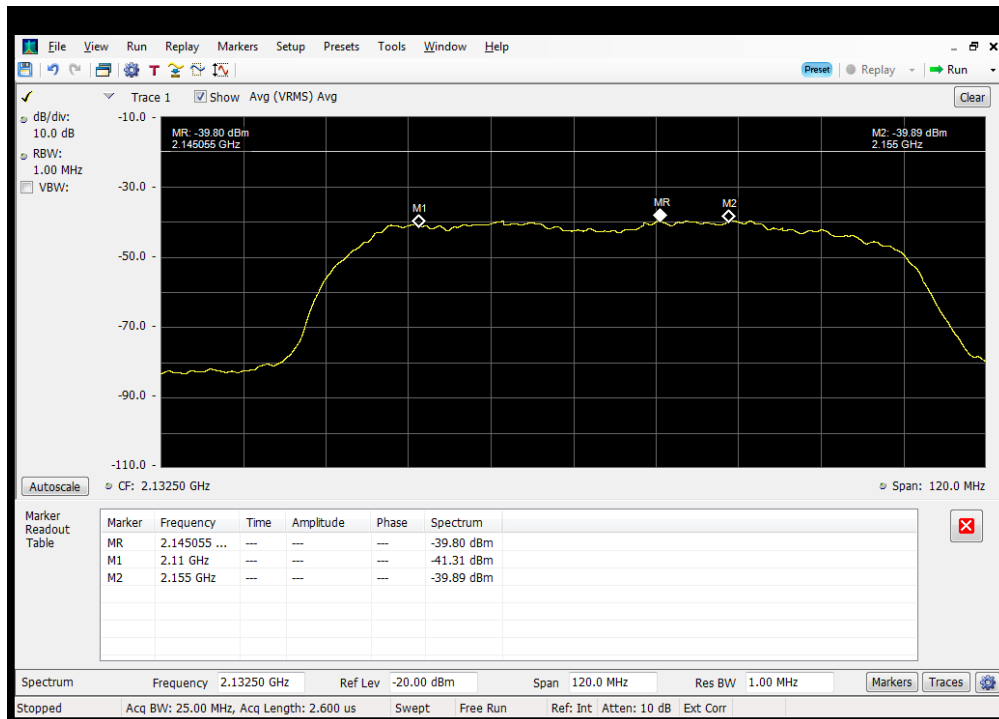 File View Run Replay Markers Setup Presets Tools Window Help
T Preset Replay Run
Trace 1 Show Avg (VRMS) Avg Clear
dB/div:
10.0 dB
RBW:
1.00 MHz
VBW:
-10.0
-30.0
-50.0
-70.0
-90.0
-110.0
MR: -39.80 dBm
2.145055 GHz
M2: -39.89 dBm
2.155 GHz
M1 MR M2
Autoscale CF: 2.13250 GHz Span: 120.0 MHz
Marker
Readout
Table
Marker Frequency Time Amplitude Phase Spectrum
MR 2.145055 ... --- --- --- -39.80 dBm
M1 2.11 GHz --- --- --- -41.31 dBm
M2 2.155 GHz --- --- --- -39.89 dBm
Spectrum Frequency 2.13250 GHz Ref Lev -20.00 dBm Span 120.0 MHz Res BW 1.00 MHz Markers Traces
Stopped Acq BW: 25.00 MHz, Acq Length: 2.600 us Swept Free Run Ref: Int Atten: 10 dB Ext Corr